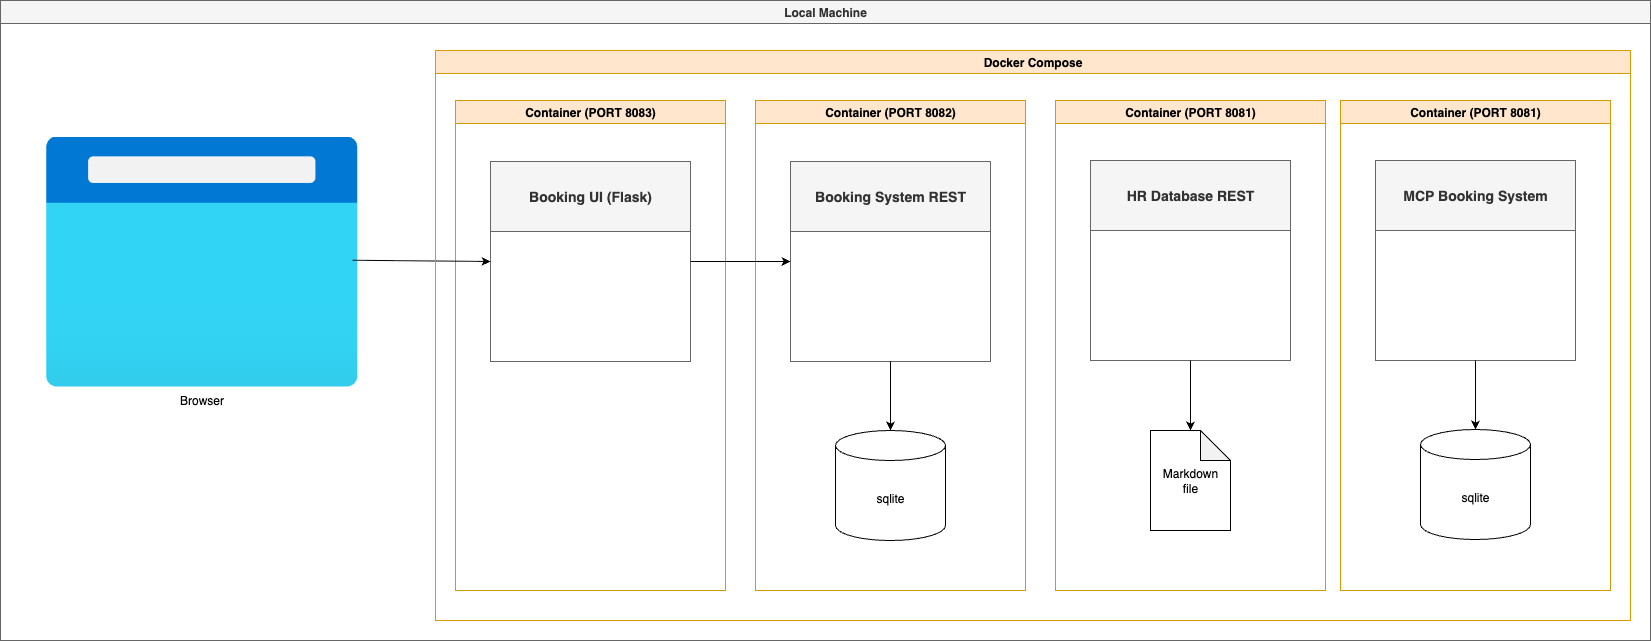 Local Machine
Docker Compose
Container (PORT 8083)
Container (PORT 8082)
Container (PORT 8081)
Container (PORT 8081)
Booking UI (Flask)
Booking System REST
HR Database REST
MCP Booking System
Browser
sqlite
Markdown
file
sqlite